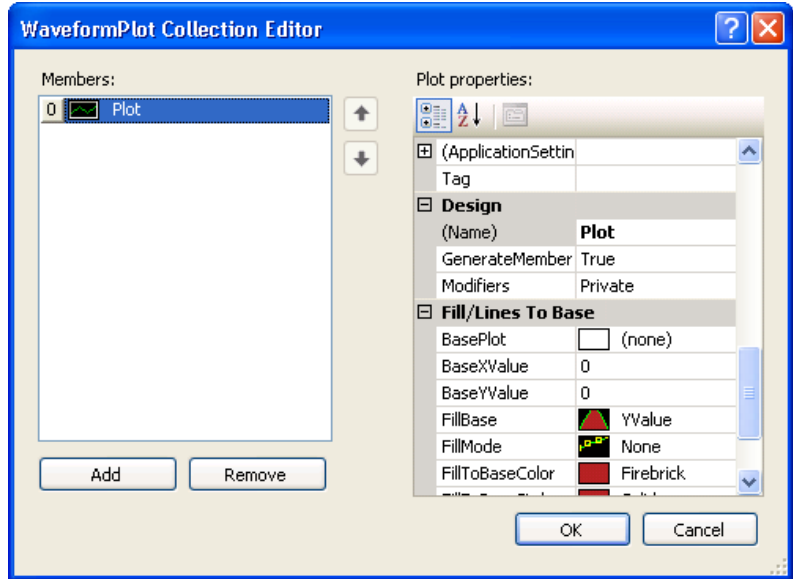 WaveformPlot Collection Editor
Members:
Plot properties:
0 Plot
(ApplicationSettin
Tag
Design
(Name) Plot
GenerateMember True
Modifiers Private
Fill/Lines To Base
BasePlot (none)
BaseXValue 0
BaseYValue 0
FillBase YValue
FillMode None
FillToBaseColor Firebrick
Add Remove
OK Cancel